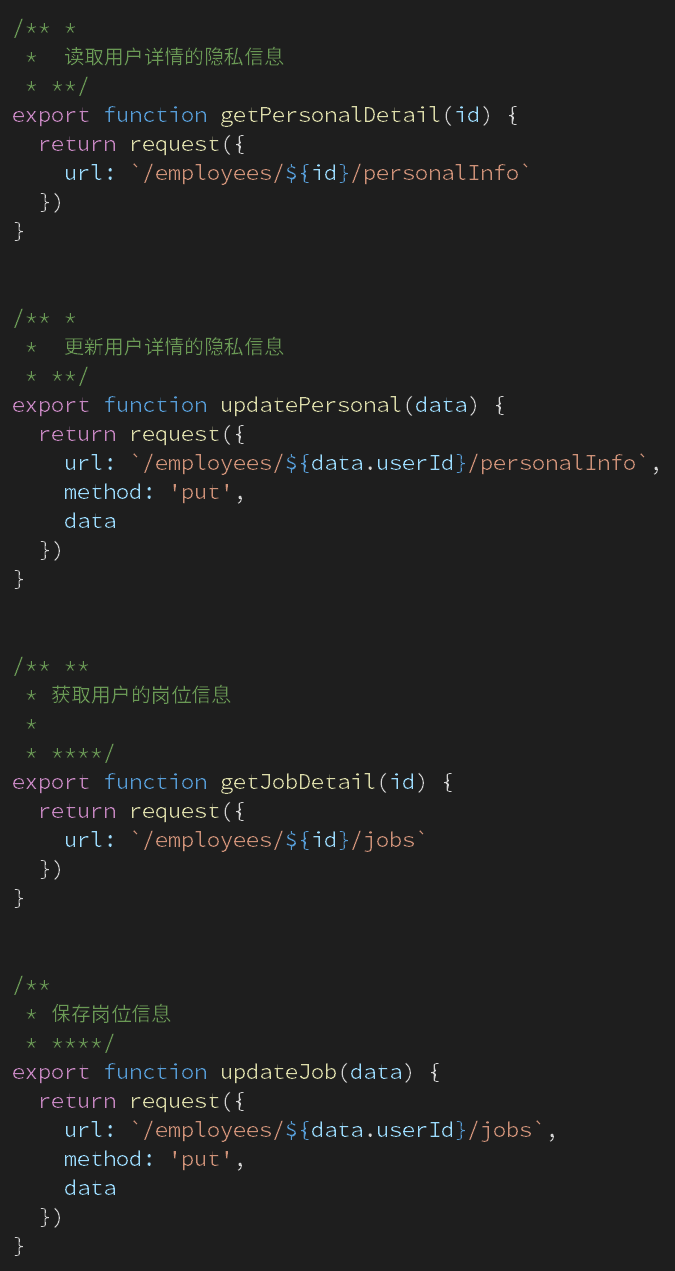 /** *
 *  读取用户详情的隐私信息
 * **/
export function getPersonalDetail(id) {
  return request({
    url: `/employees/${id}/personalInfo`
  })
}
/** *
 *  更新用户详情的隐私信息
 * **/
export function updatePersonal(data) {
  return request({
    url: `/employees/${data.userId}/personalInfo`,
    method: 'put',
    data
  })
}
/** **
 * 获取用户的岗位信息
 *
 * ****/
export function getJobDetail(id) {
  return request({
    url: `/employees/${id}/jobs`
  })
}
/**
 * 保存岗位信息
 * ****/
export function updateJob(data) {
  return request({
    url: `/employees/${data.userId}/jobs`,
    method: 'put',
    data
  })
}